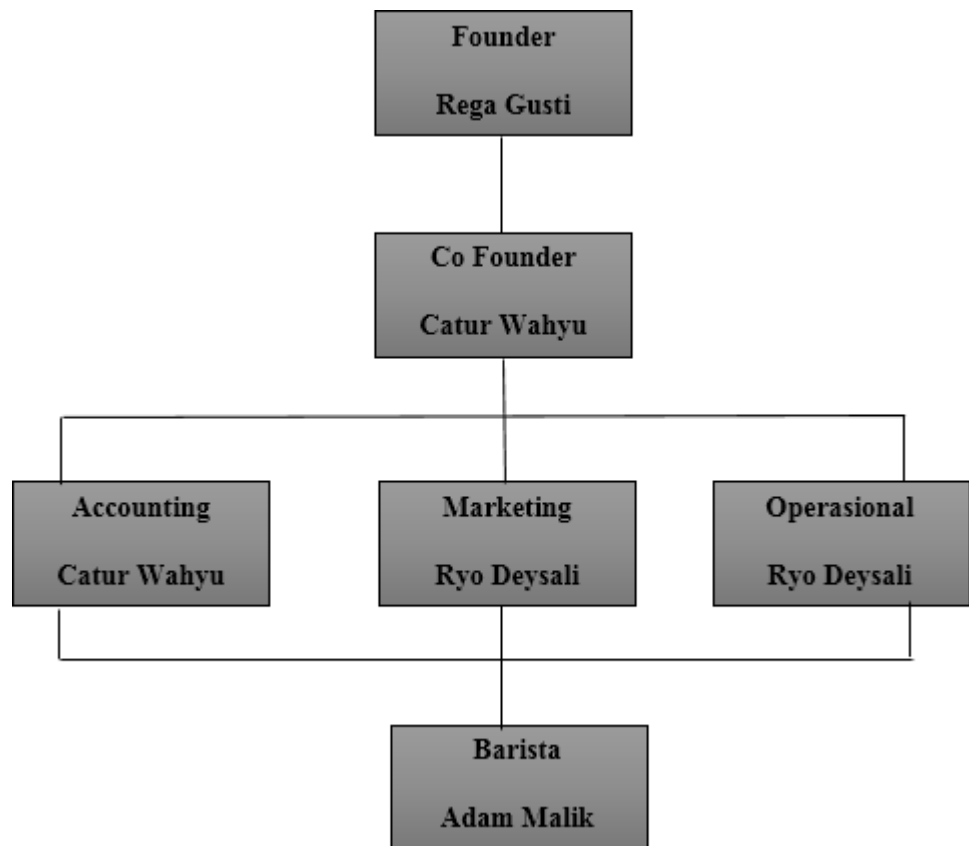 Founder
Rega Gusti
Co Founder
Catur Wahyu
Accounting
Catur Wahyu
Marketing
Ryo Deysali
Operasional
Ryo Deysali
Barista
Adam Malik